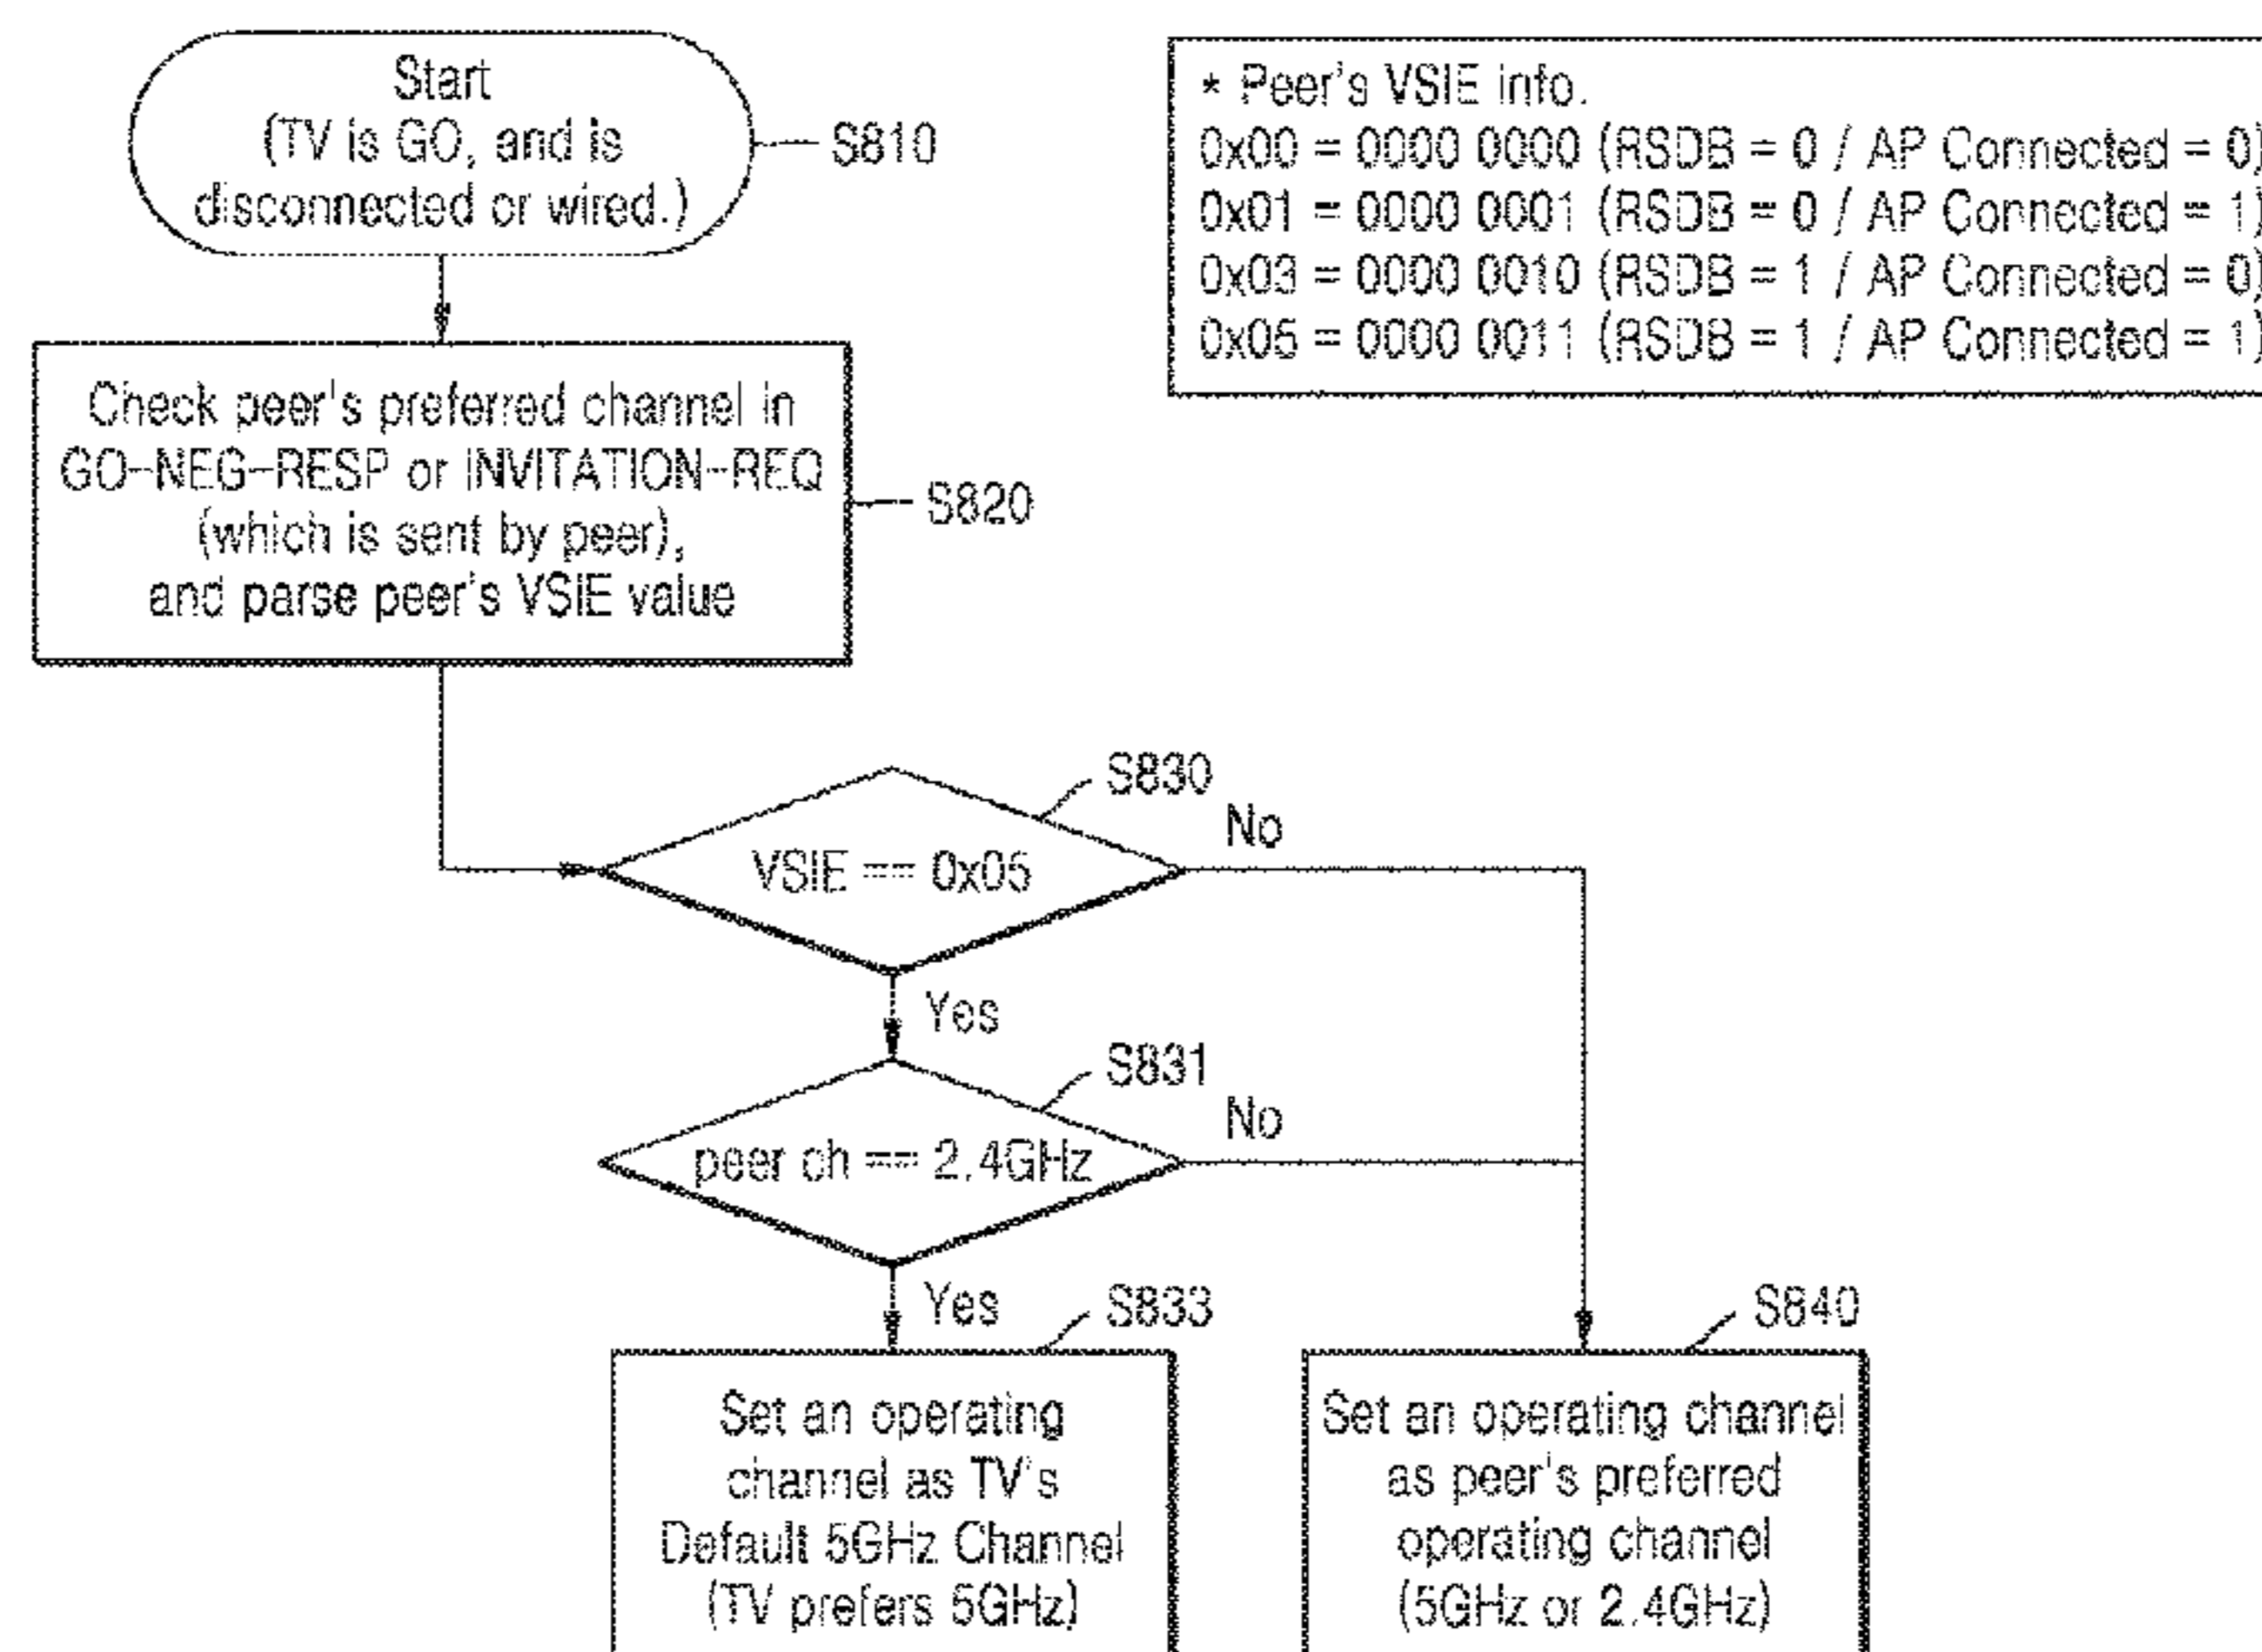 Start
(TV is GO, and is
disconnected or wired.)
S810
* Peer's VSIE info.
0x00 = 0000 0000 (RSDB = 0 / AP Connected = 0)
0x01 = 0000 0001 (RSDB = 0 / AP Connected = 1)
0x03 = 0000 0010 (RSDB = 1 / AP Connected = 0)
0x05 = 0000 0011 (RSDB = 1 / AP Connected = 1)
Check peer's preferred channel in
GO-NEG-RESP or INVITATION-REQ
(which is sent by peer),
and parse peer's VSIE value
S820
S830
VSIE == 0x05
No
Yes
S831
peer ch == 2.4GHz
No
Yes
S833
Set an operating
channel as TV's
Default 5GHz Channel
(TV prefers 5GHz)
S840
Set an operating channel
as peer's preferred
operating channel
(5GHz or 2.4GHz)